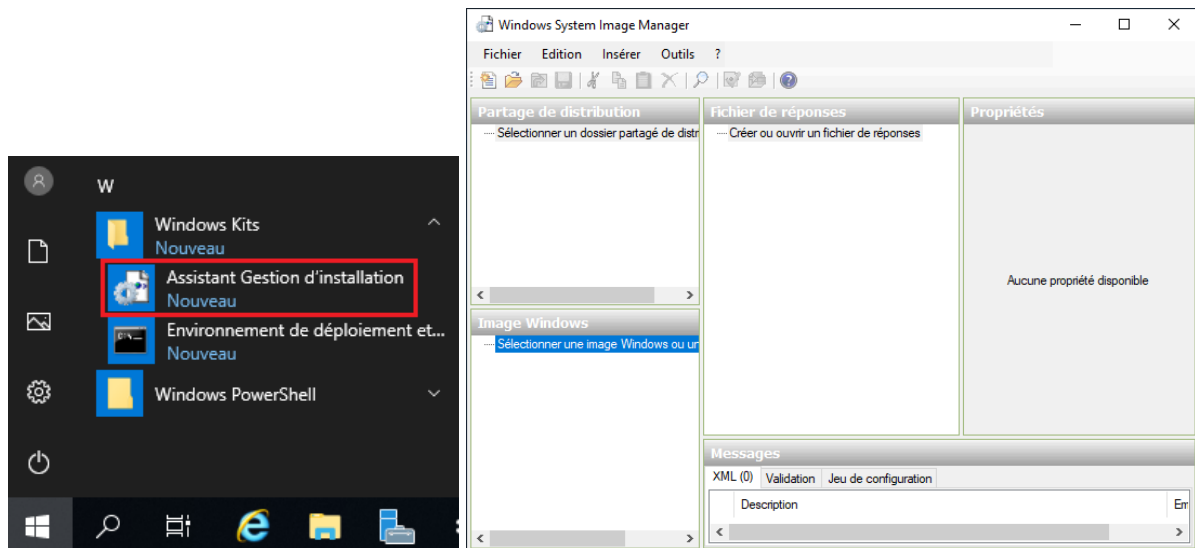 W
Windows Kits
Nouveau
Assistant Gestion d'installation
Nouveau
Environnement de déploiement et...
Nouveau
Windows PowerShell
Windows System Image Manager
Fichier Edition Insérer Outils ?
Partage de distribution
Sélectionner un dossier partagé de distr
Image Windows
Sélectionner une image Windows ou un
Fichier de réponses
Créer ou ouvrir un fichier de réponses
Propriétés
Aucune propriété disponible
Messages
XML (0) Validation Jeu de configuration
Description Em